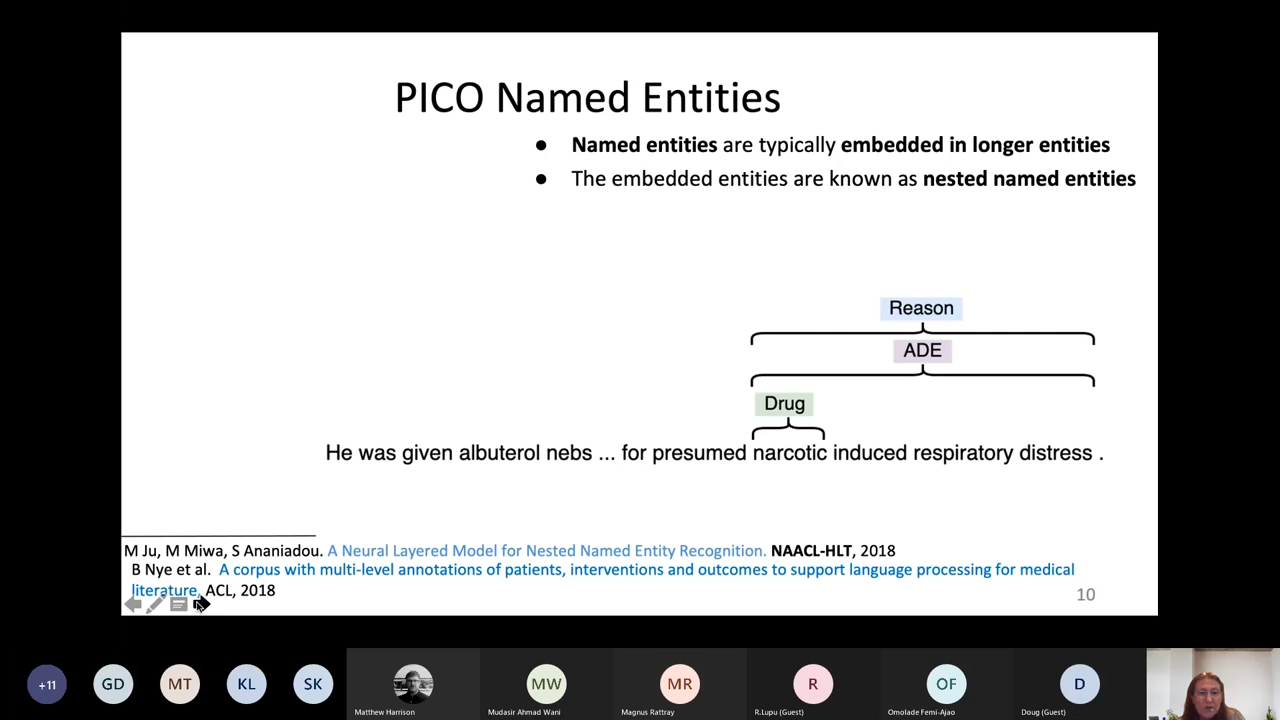 PICO Named Entities
● Named entities are typically embedded in longer entities
● The embedded entities are known as nested named entities
Reason
ADE
Drug
He was given albuterol nebs ... for presumed narcotic induced respiratory distress .
M Ju, M Miwa, S Ananiadou. A Neural Layered Model for Nested Named Entity Recognition. NAACL-HLT, 2018
B Nye et al. A corpus with multi-level annotations of patients, interventions and outcomes to support language processing for medical
literature, ACL, 2018
10
+11
GD
MT
KL
SK
MW
MR
R
OF
D
Matthew Harrison
Mudasir Ahmad Wani
Magnus Rattray
R.Lupu (Guest)
Omolade Femi-Ajao
Doug (Guest)